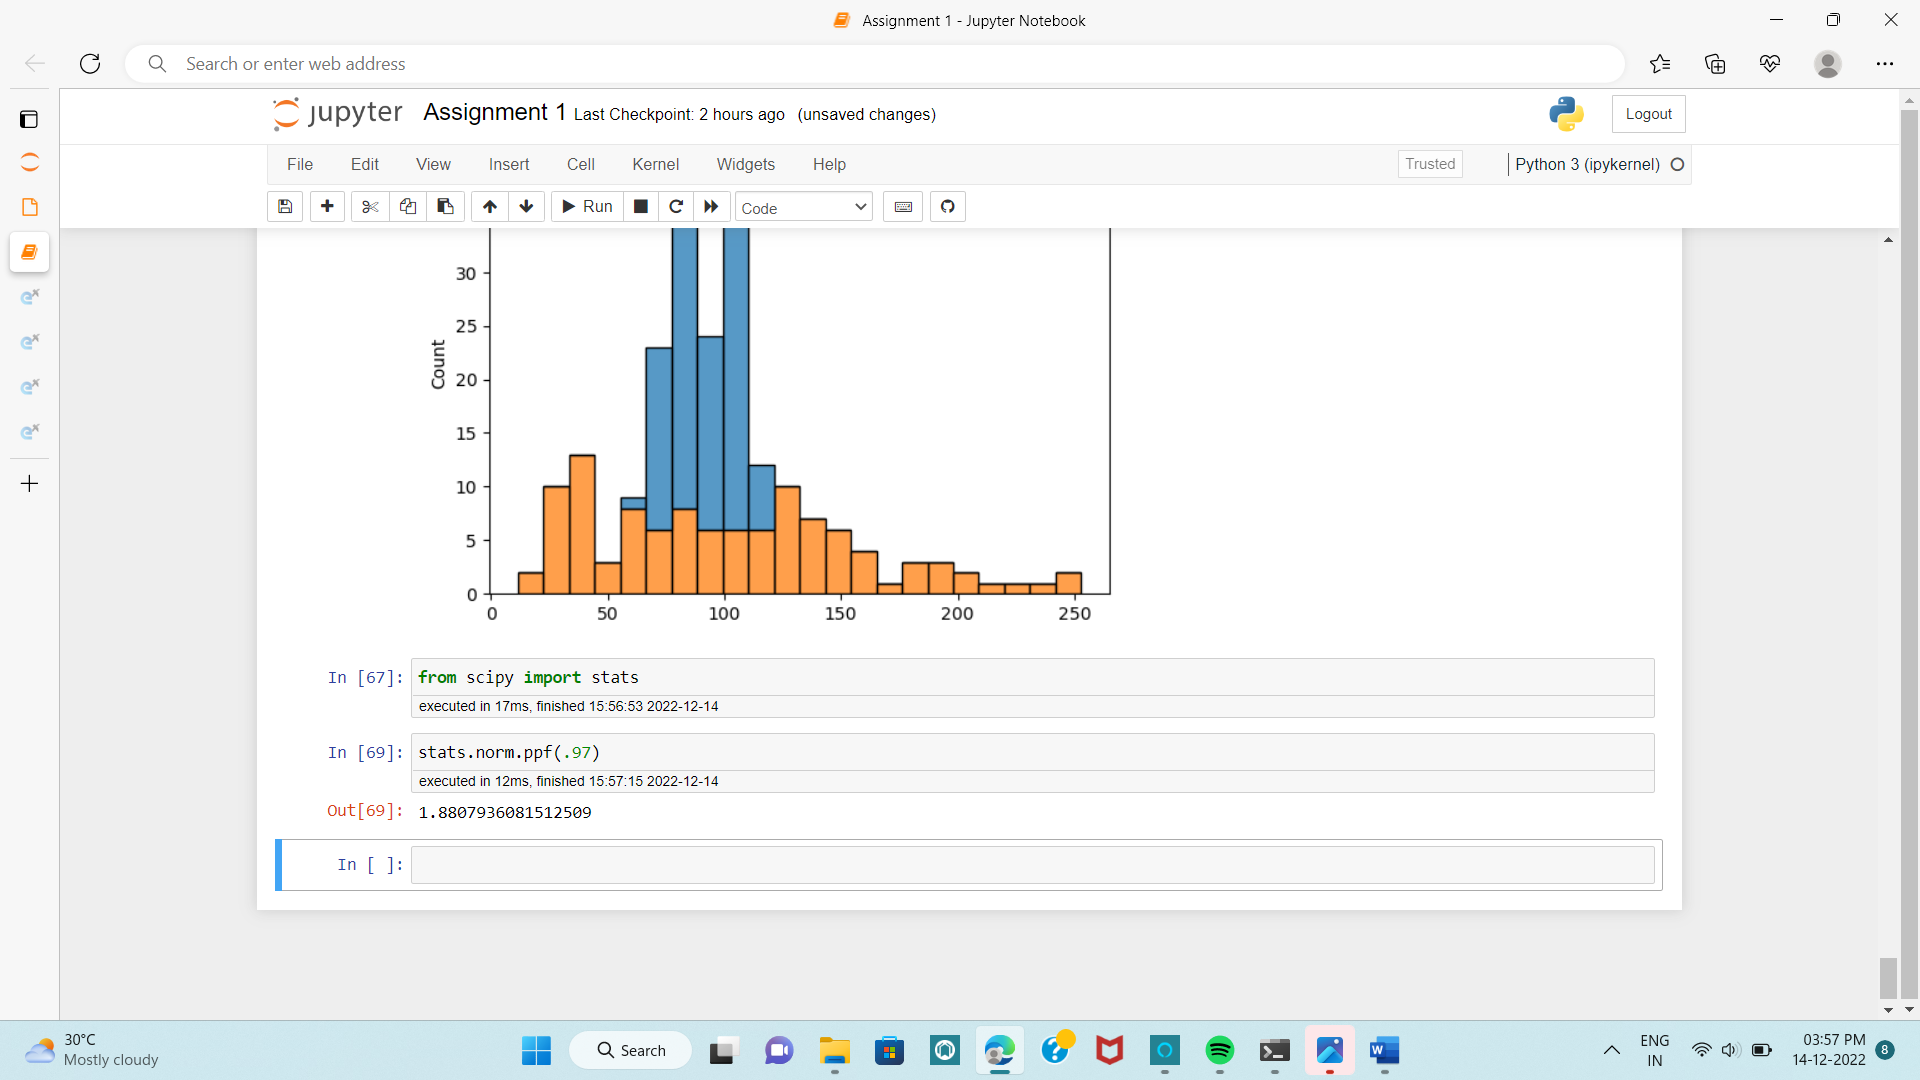 Assignment 1 - Jupyter Notebook
Search or enter web address
jupyter Assignment 1 Last Checkpoint: 2 hours ago (unsaved changes)
Logout
File Edit View Insert Cell Kernel Widgets Help
Trusted
Python 3 (ipykernel)
Run
Code
30
25
20
15
10
5
0
Count
0 50 100 150 200 250
In [67]: from scipy import stats
executed in 17ms, finished 15:56:53 2022-12-14
In [69]: stats.norm.ppf(.97)
executed in 12ms, finished 15:57:15 2022-12-14
Out[69]: 1.8807936081512509
In [ ]:
30°C
Mostly cloudy
Search
ENG
IN
03:57 PM
14-12-2022
8